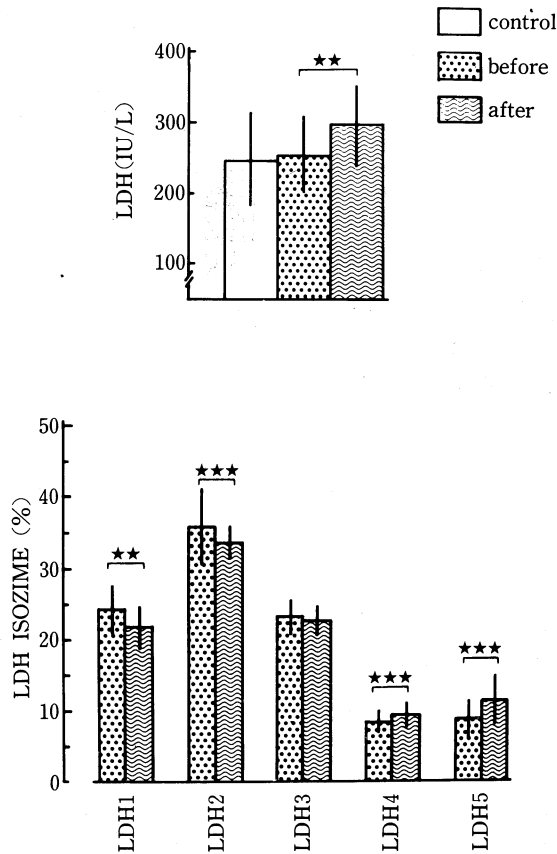 control
before
after
LDH(IU/L)
400
300
200
100
★★
LDH ISOZIME (%)
50
40
30
20
10
0
★★
★★★
★★★
★★★
LDH1
LDH2
LDH3
LDH4
LDH5